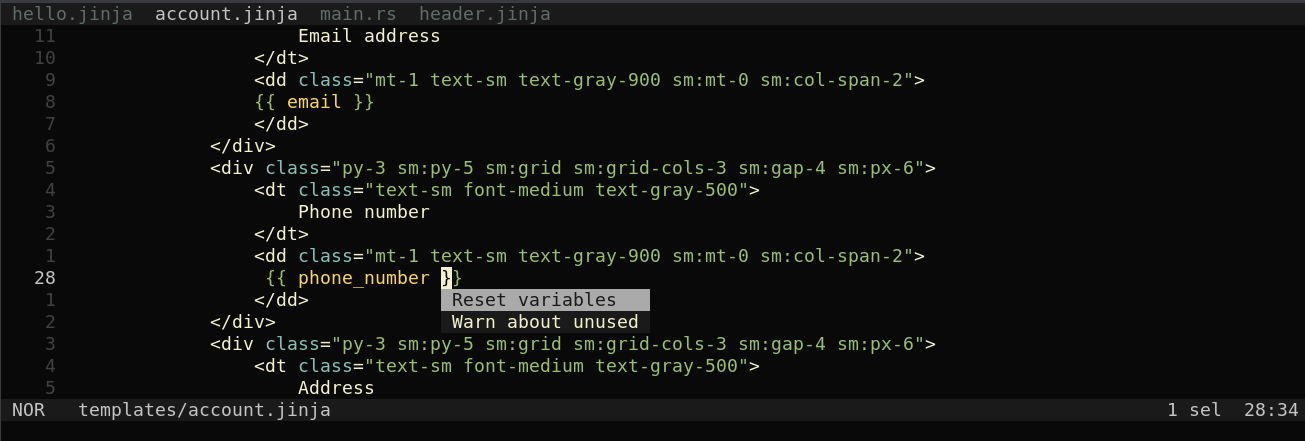 hello.jinja account.jinja main.rs header.jinja
11 Email address
10 </dt>
9 <dd class="mt-1 text-sm text-gray-900 sm:mt-0 sm:col-span-2">
8 {{ email }}
7 </dd>
6 </div>
5 <div class="py-3 sm:py-5 sm:grid sm:grid-cols-3 sm:gap-4 sm:px-6">
4 <dt class="text-sm font-medium text-gray-500">
3 Phone number
2 </dt>
1 <dd class="mt-1 text-sm text-gray-900 sm:mt-0 sm:col-span-2">
28 {{ phone_number }}
1 </dd> Reset variables
2 </div> Warn about unused
3 <div class="py-3 sm:py-5 sm:grid sm:grid-cols-3 sm:gap-4 sm:px-6">
4 <dt class="text-sm font-medium text-gray-500">
5 Address
NOR templates/account.jinja 1 sel 28:34